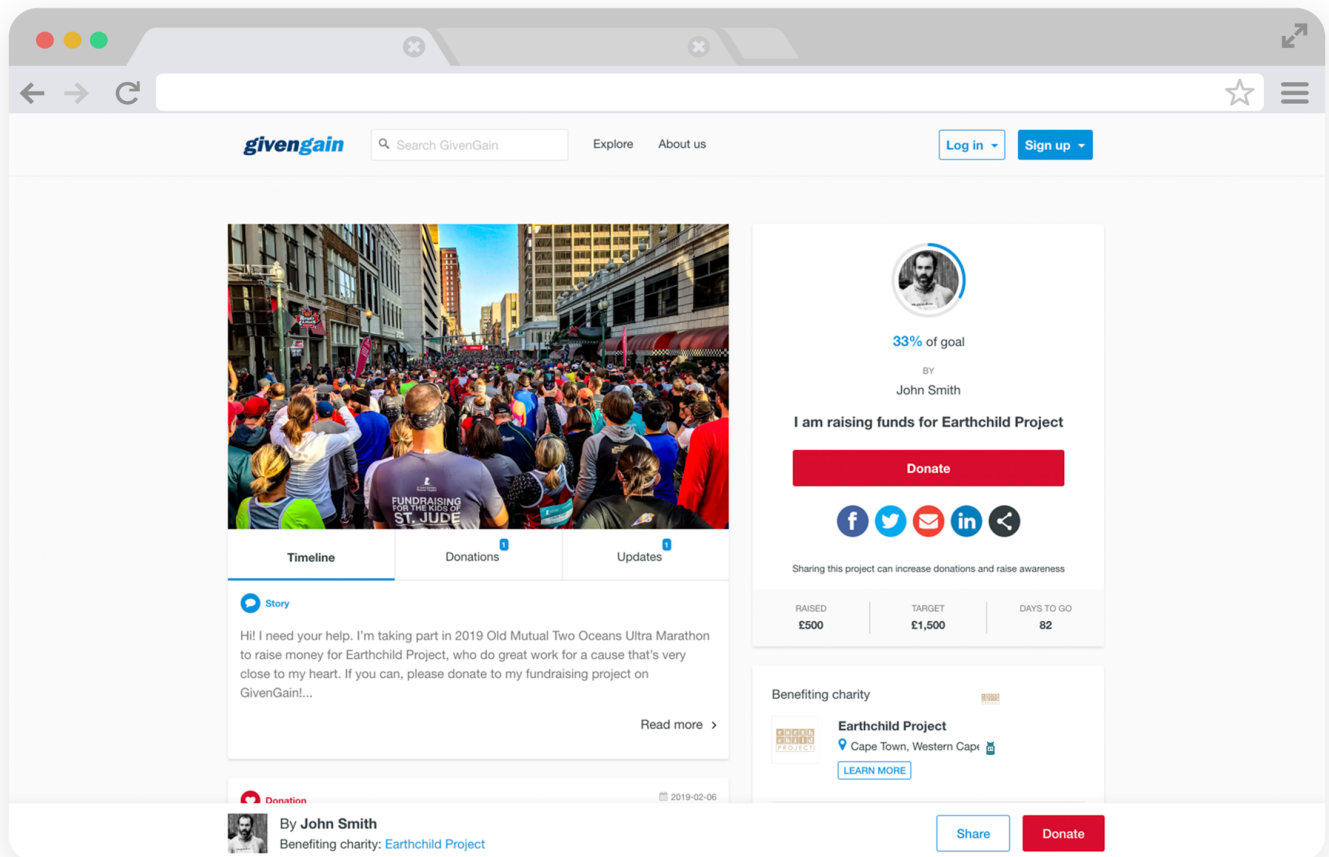 givengain
Search GivenGain
Explore
About us
Log in
Sign up
FUNDRAISING
FOR THE KIDS OF
ST. JUDE
Timeline
Donations
1
Updates
1
Story
Hi! I need your help. I'm taking part in 2019 Old Mutual Two Oceans Ultra Marathon
to raise money for Earthchild Project, who do great work for a cause that's very
close to my heart. If you can, please donate to my fundraising project on
GivenGain!...
Read more
Donation
2019-02-06
33% of goal
BY
John Smith
I am raising funds for Earthchild Project
Donate
f
in
Sharing this project can increase donations and raise awareness
RAISED
£500
TARGET
£1,500
DAYS TO GO
82
Benefiting charity
EARTH
CHILD
PROJECT
Earthchild Project
Cape Town, Western Cape
LEARN MORE
By John Smith
Benefiting charity: Earthchild Project
Share
Donate